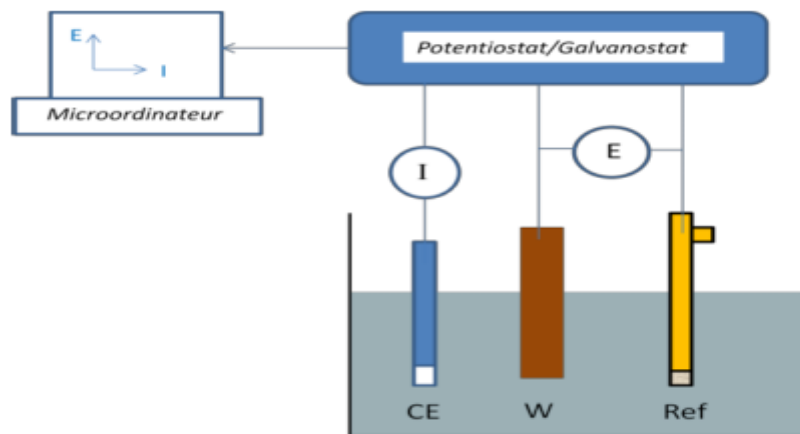 E
I
Microordinateur
Potentiostat/Galvanostat
I
E
CE
W
Ref